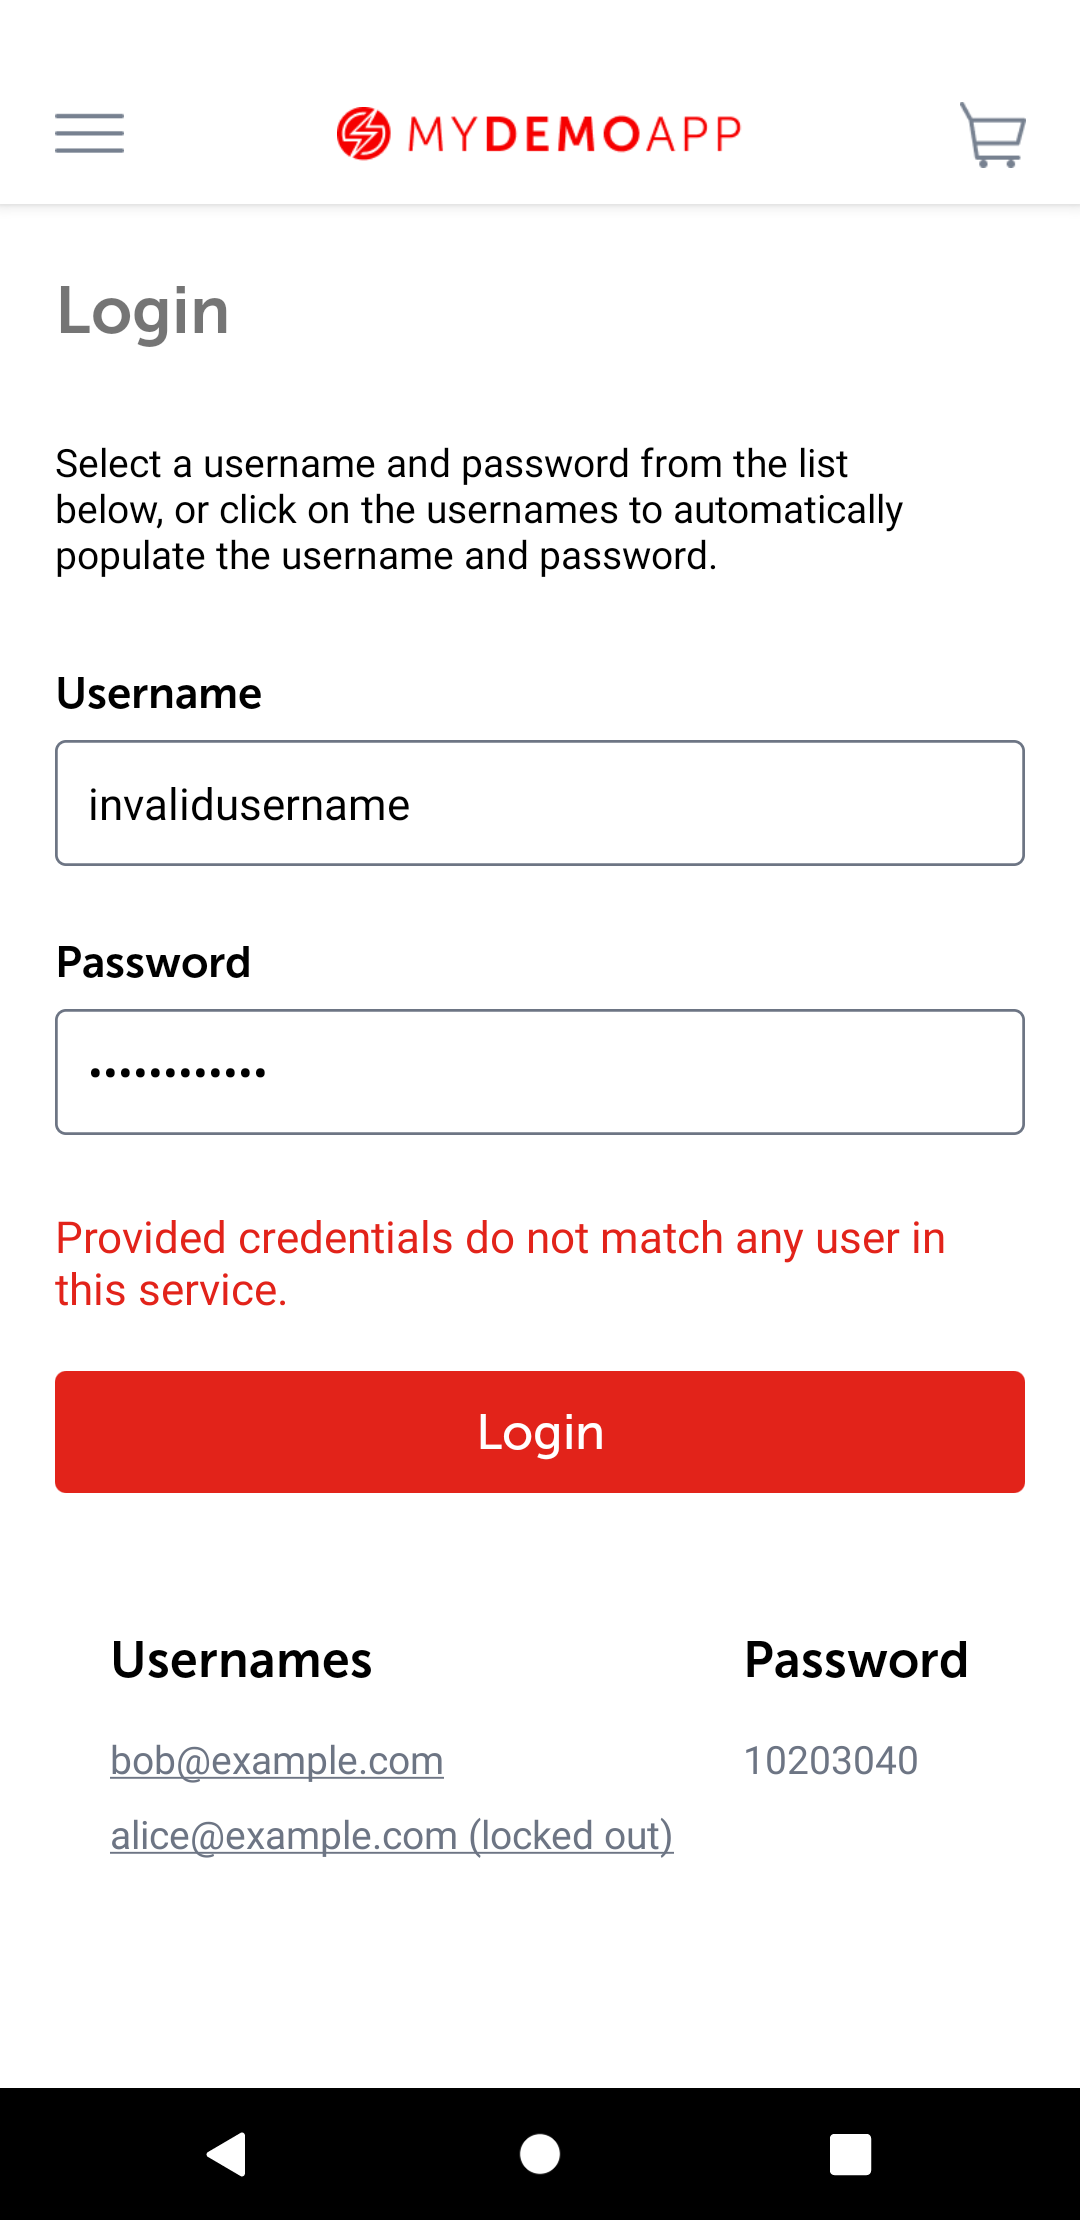 MYDEMOAPP
Login
Select a username and password from the list
below, or click on the usernames to automatically
populate the username and password.
Username
invalidusername
Password
••••••••••••
Provided credentials do not match any user in
this service.
Login
Usernames
Password
bob@example.com
10203040
alice@example.com (locked out)